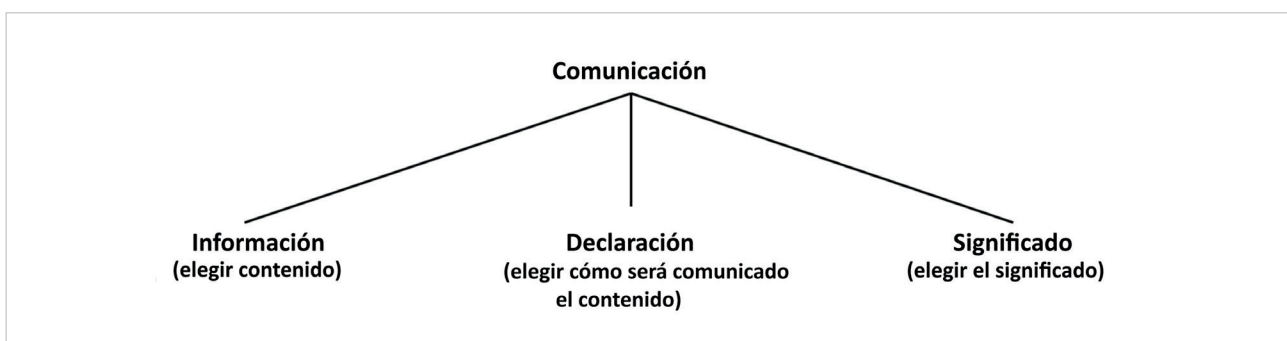 Comunicación
Información
(elegir contenido)
Declaración
(elegir cómo será comunicado
el contenido)
Significado
(elegir el significado)